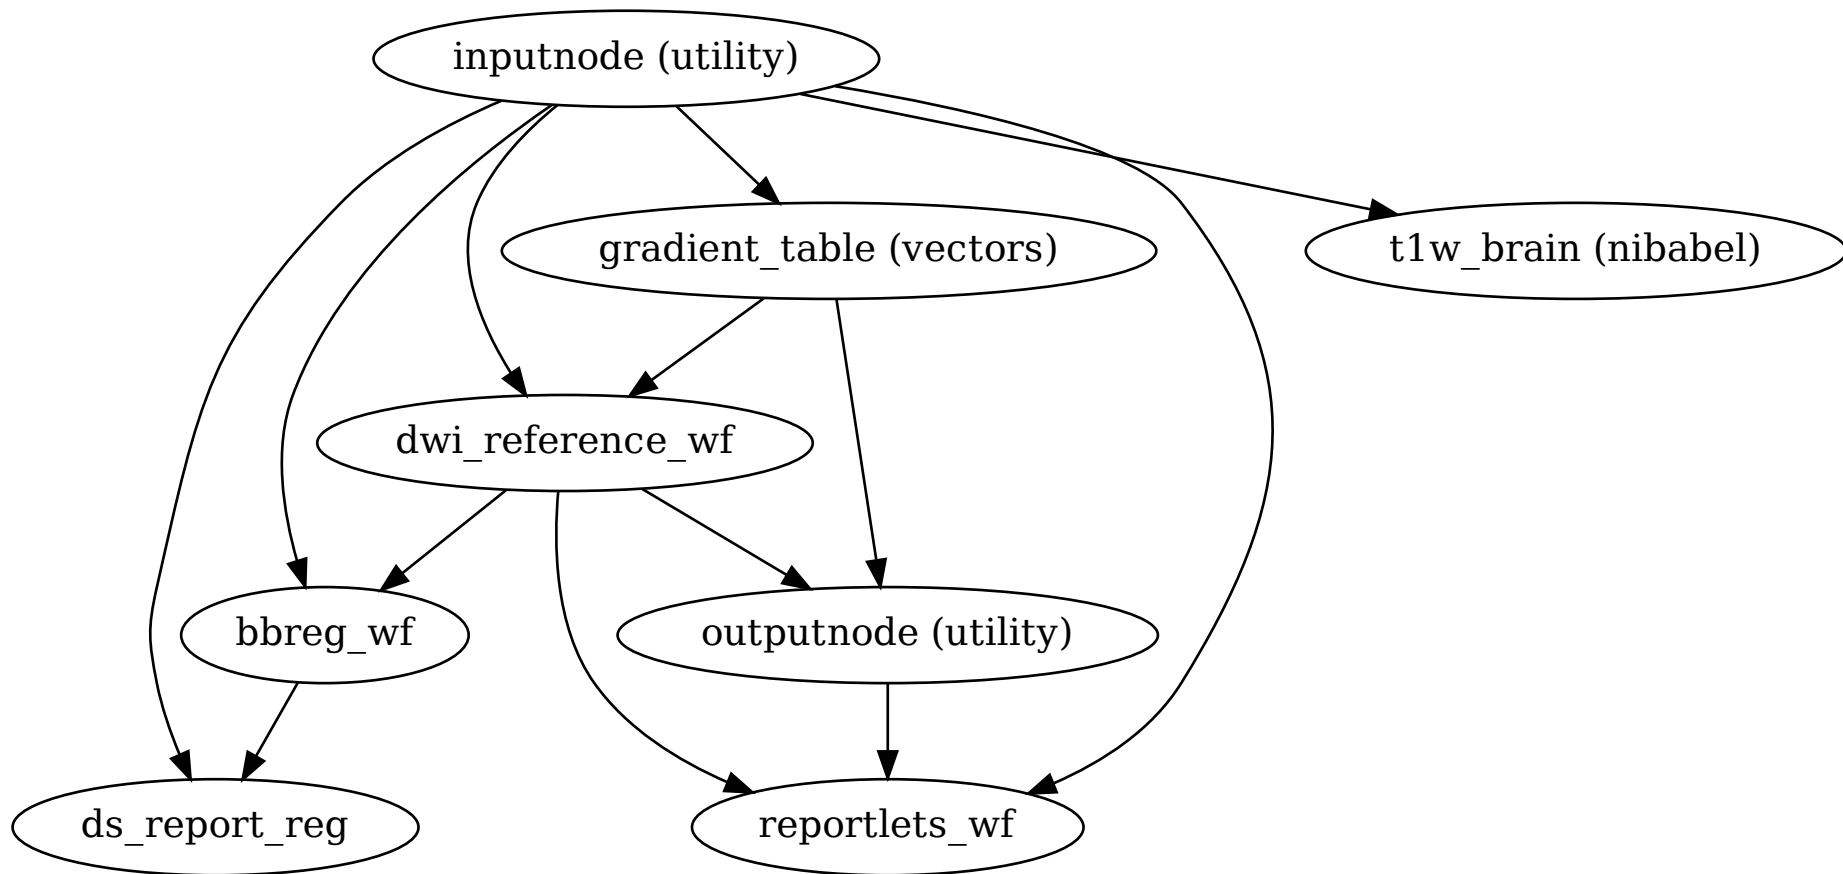 inputnode (utility)
gradient_table (vectors)
t1w_brain (nibabel)
dwi_reference_wf
bbreg_wf
outputnode (utility)
ds_report_reg
reportlets_wf